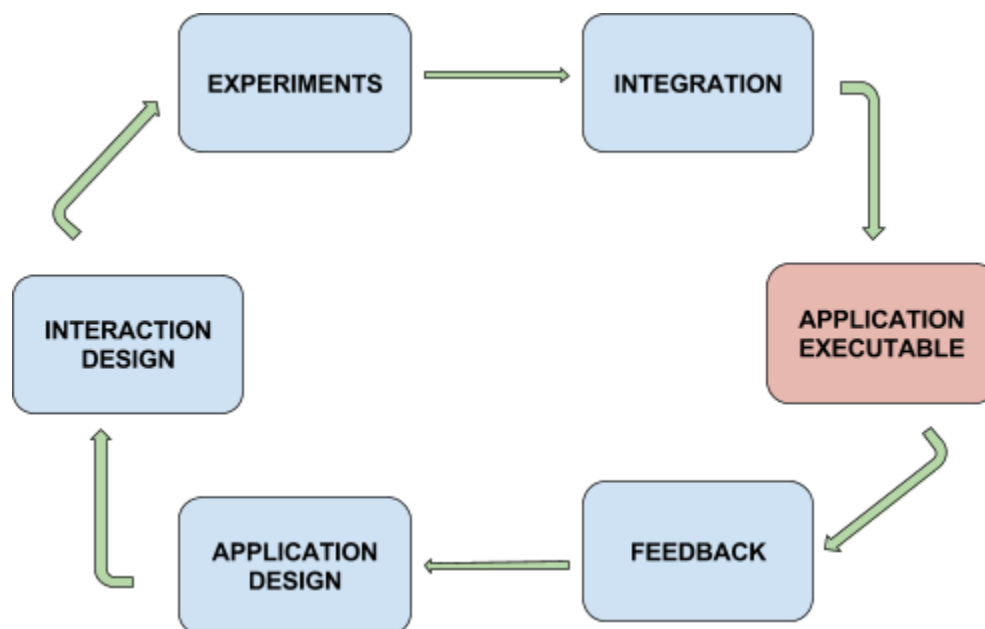 EXPERIMENTS
INTEGRATION
INTERACTION
DESIGN
APPLICATION
EXECUTABLE
APPLICATION
DESIGN
FEEDBACK